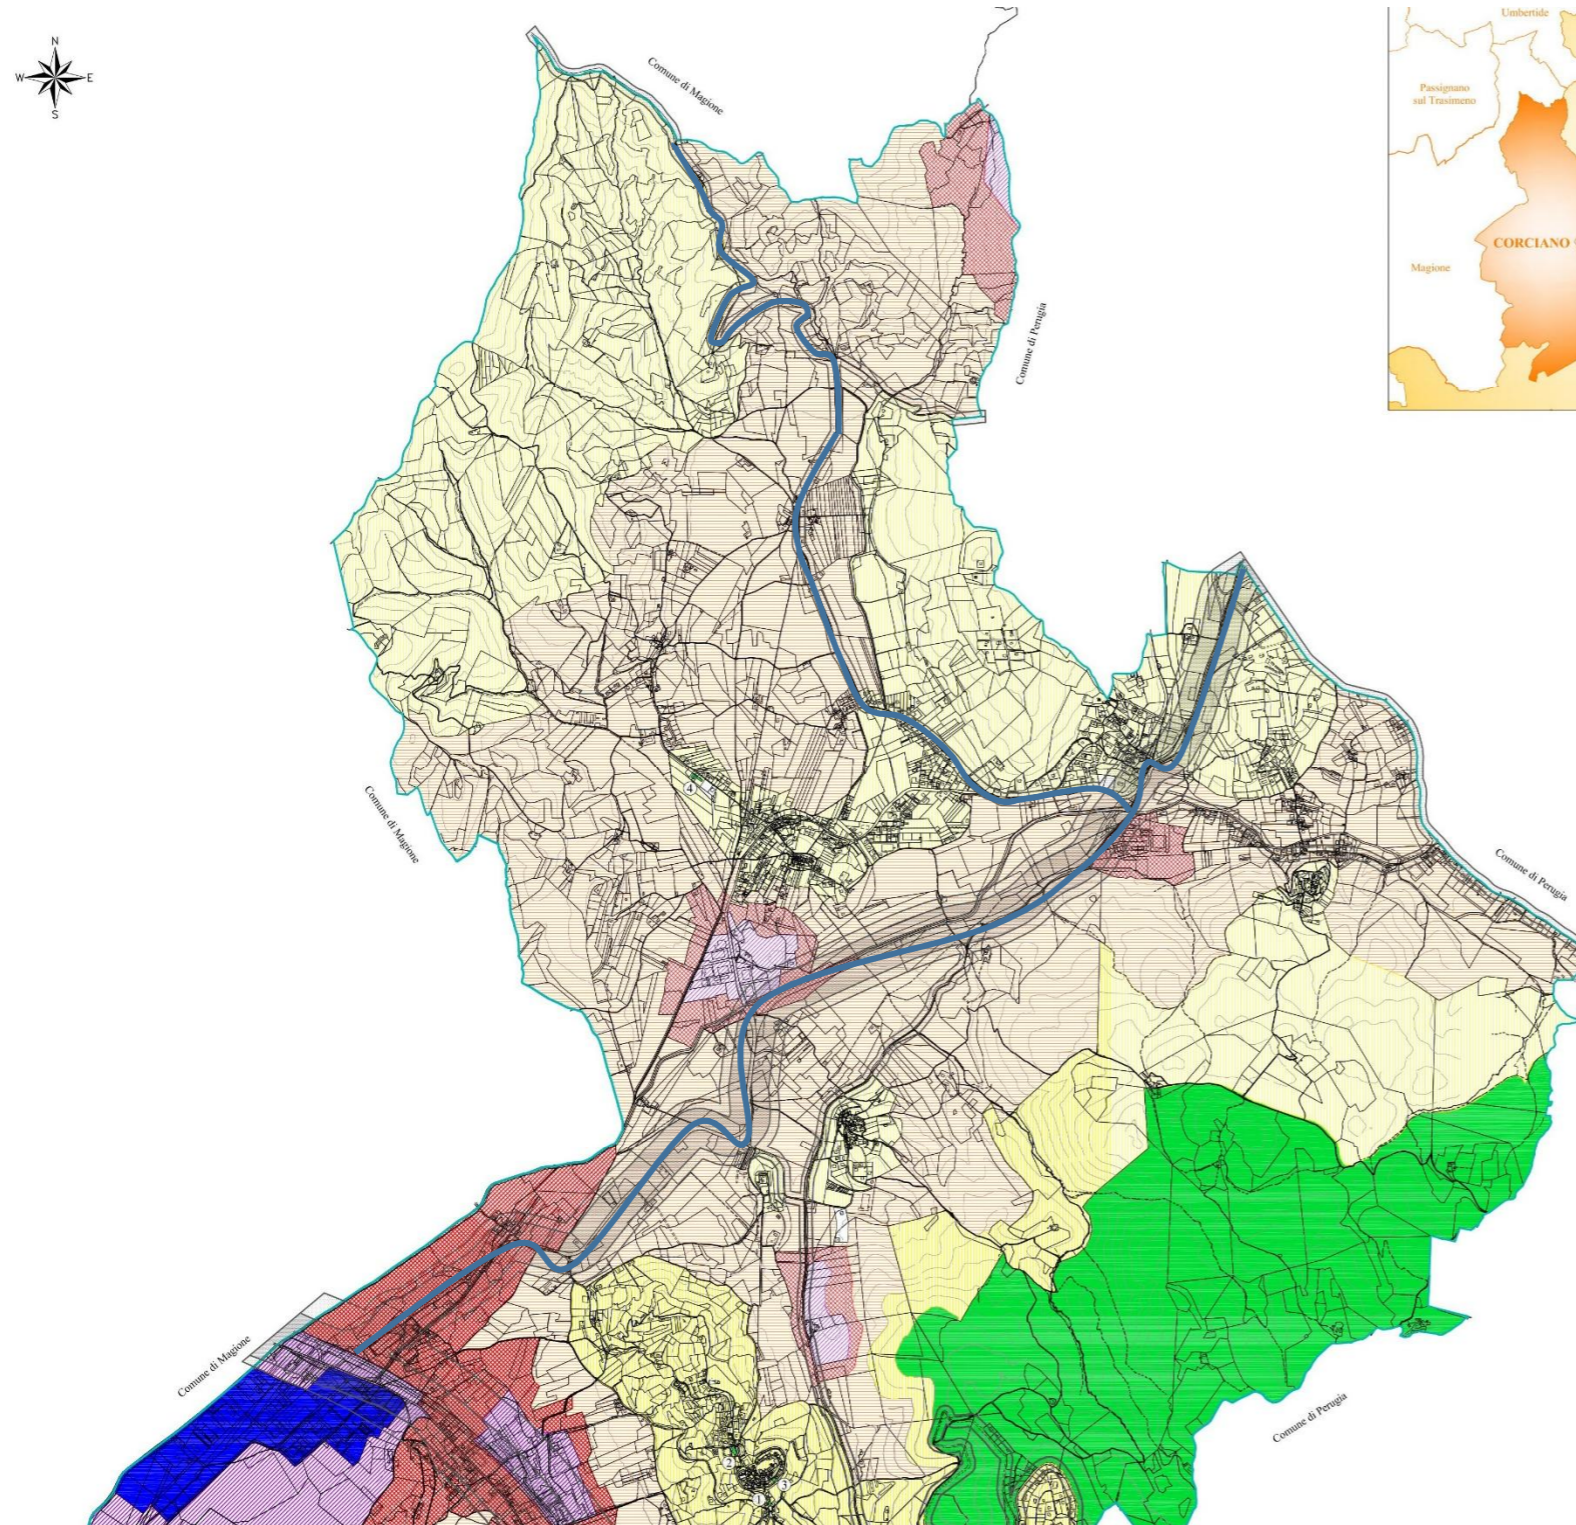 N
W E
S
Umbertide
Passignano
sul Trasimeno
CORCIANO
Magione
Comune di Magione
Comune di Perugia
Comune di Magione
4
Comune di Perugia
Comune di Magione
Comune di Perugia
2
3
1